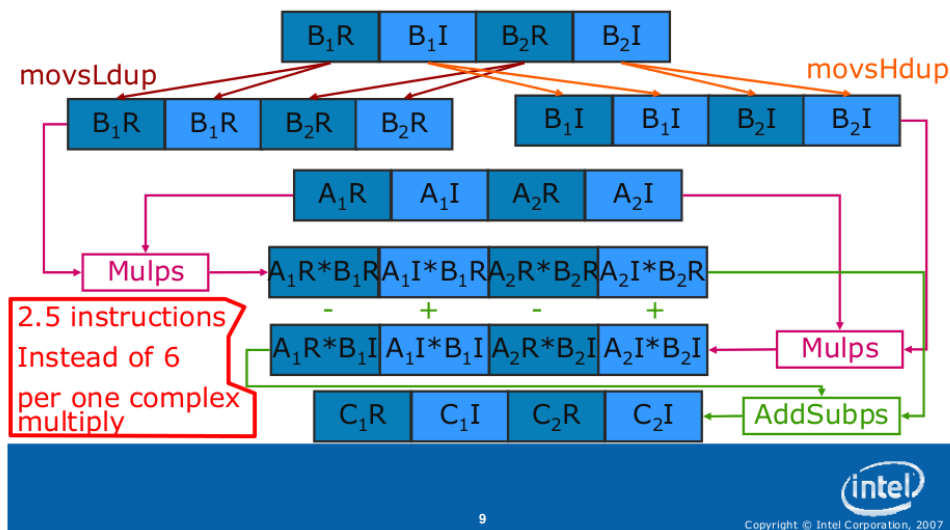 B₁R B₁I B₂R B₂I
movsLdup
movsHdup
B₁R B₁R B₂R B₂R
B₁I B₁I B₂I B₂I
A₁R A₁I A₂R A₂I
Mulps
A₁R*B₁R A₁I*B₁R A₂R*B₂R A₂I*B₂R
- + - +
A₁R*B₁I A₁I*B₁I A₂R*B₂I A₂I*B₂I
Mulps
2.5 instructions
Instead of 6
per one complex
multiply
C₁R C₁I C₂R C₂I
AddSubps
intel
9
Copyright © Intel Corporation, 2007